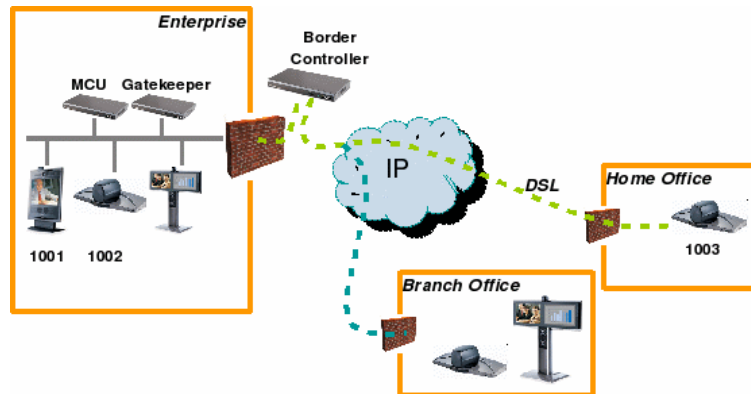 Enterprise
Border
Controller
MCU Gatekeeper
IP
DSL
Home Office
1001 1002
1003
Branch Office